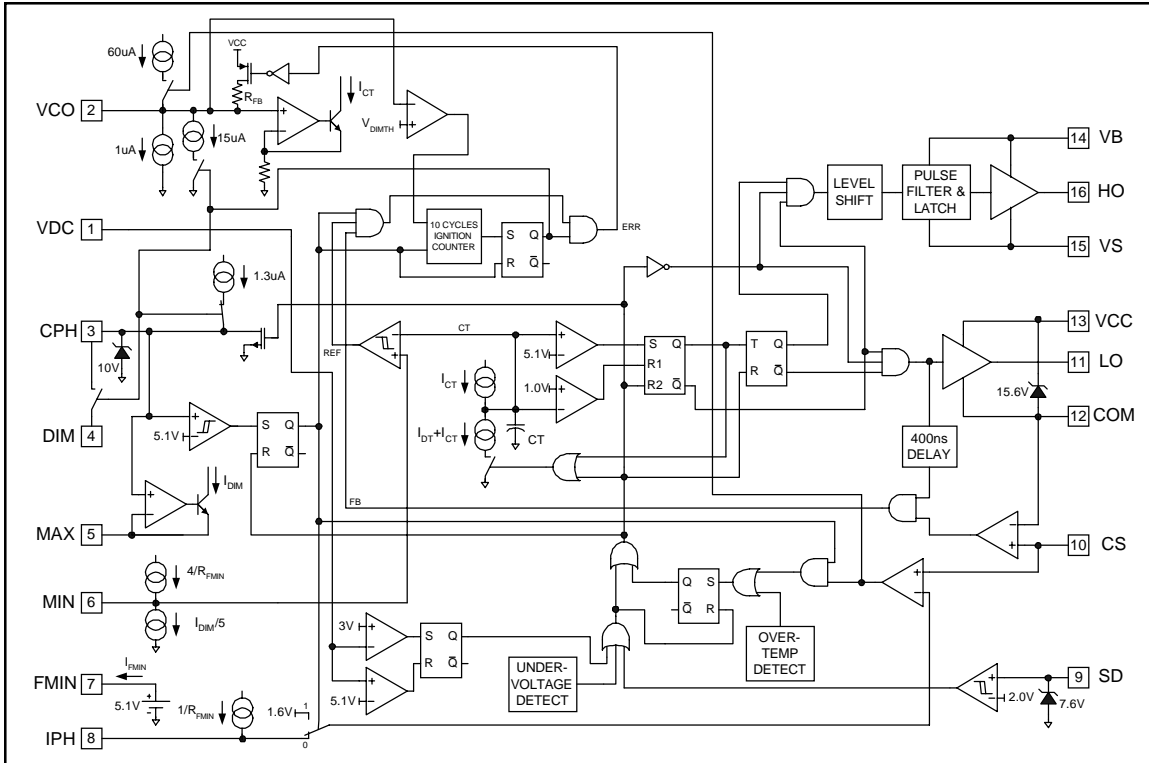 60uA
VCC
R_FB
I_CT
VCO 2
V_DIMTH
15uA
1uA
14 VB
LEVEL SHIFT
PULSE FILTER & LATCH
16 HO
VDC 1
10 CYCLES IGNITION COUNTER
S Q
R Q̅
ERR
15 VS
1.3uA
CPH 3
10V
REF
CT
5.1V
S Q
R1
R2 Q̅
T Q
R Q̅
13 VCC
11 LO
15.6V
12 COM
I_CT
1.0V
I_DT+I_CT
CT
DIM 4
5.1V
S Q
R Q̅
400ns DELAY
I_DIM
FB
MAX 5
10 CS
4/R_FMIN
MIN 6
I_DIM/5
Q S
Q̅ R
3V
S Q
R Q̅
5.1V
UNDER-VOLTAGE DETECT
OVER-TEMP DETECT
I_FMIN
FMIN 7
5.1V
1/R_FMIN
1.6V
1
0
IPH 8
9 SD
2.0V
7.6V